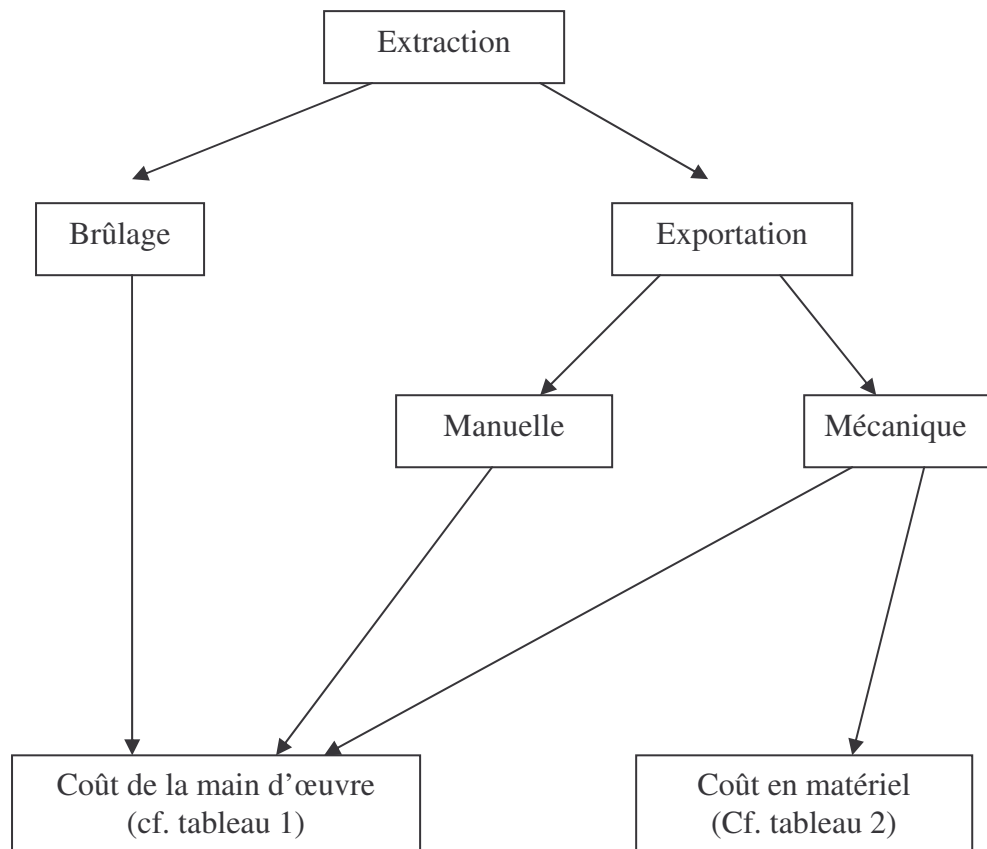 Extraction
Brûlage
Exportation
Manuelle
Mécanique
Coût de la main d’œuvre
(cf. tableau 1)
Coût en matériel
(Cf. tableau 2)